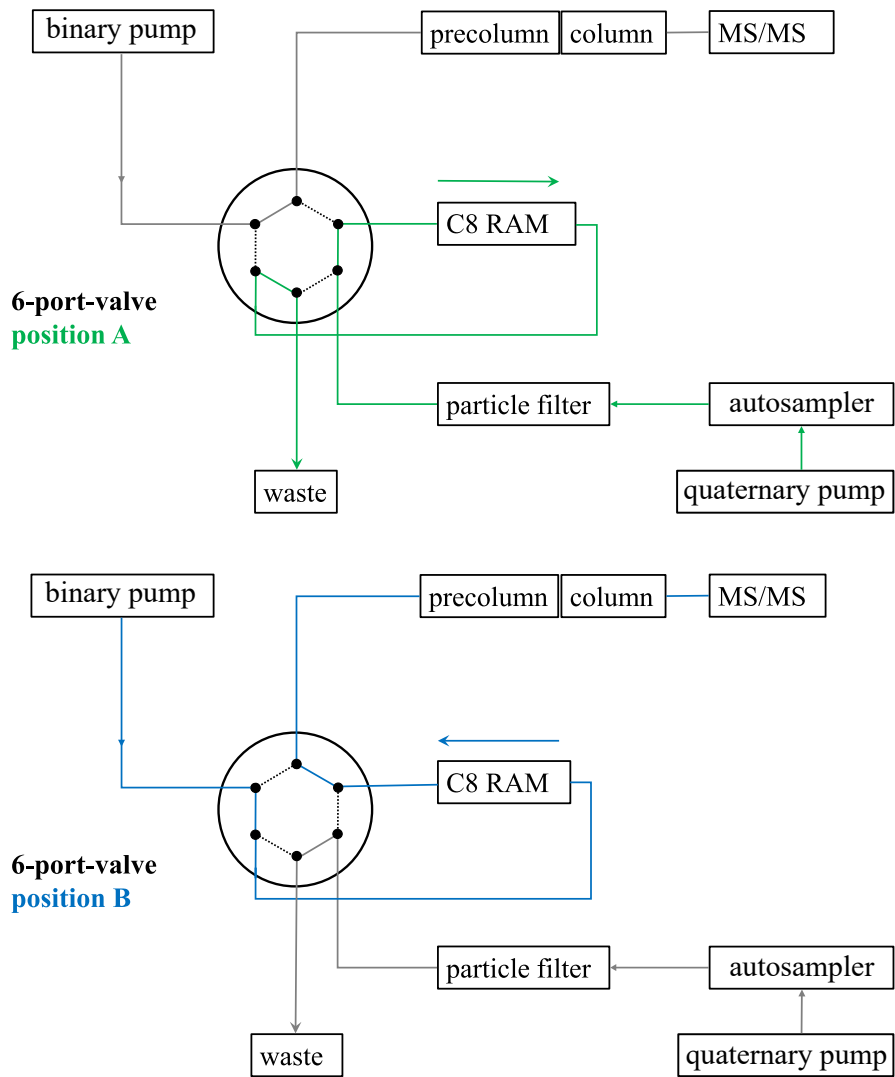 binary pump
precolumn
column
MS/MS
C8 RAM
6-port-valve
position A
particle filter
autosampler
waste
quaternary pump
binary pump
precolumn
column
MS/MS
C8 RAM
6-port-valve
position B
particle filter
autosampler
waste
quaternary pump